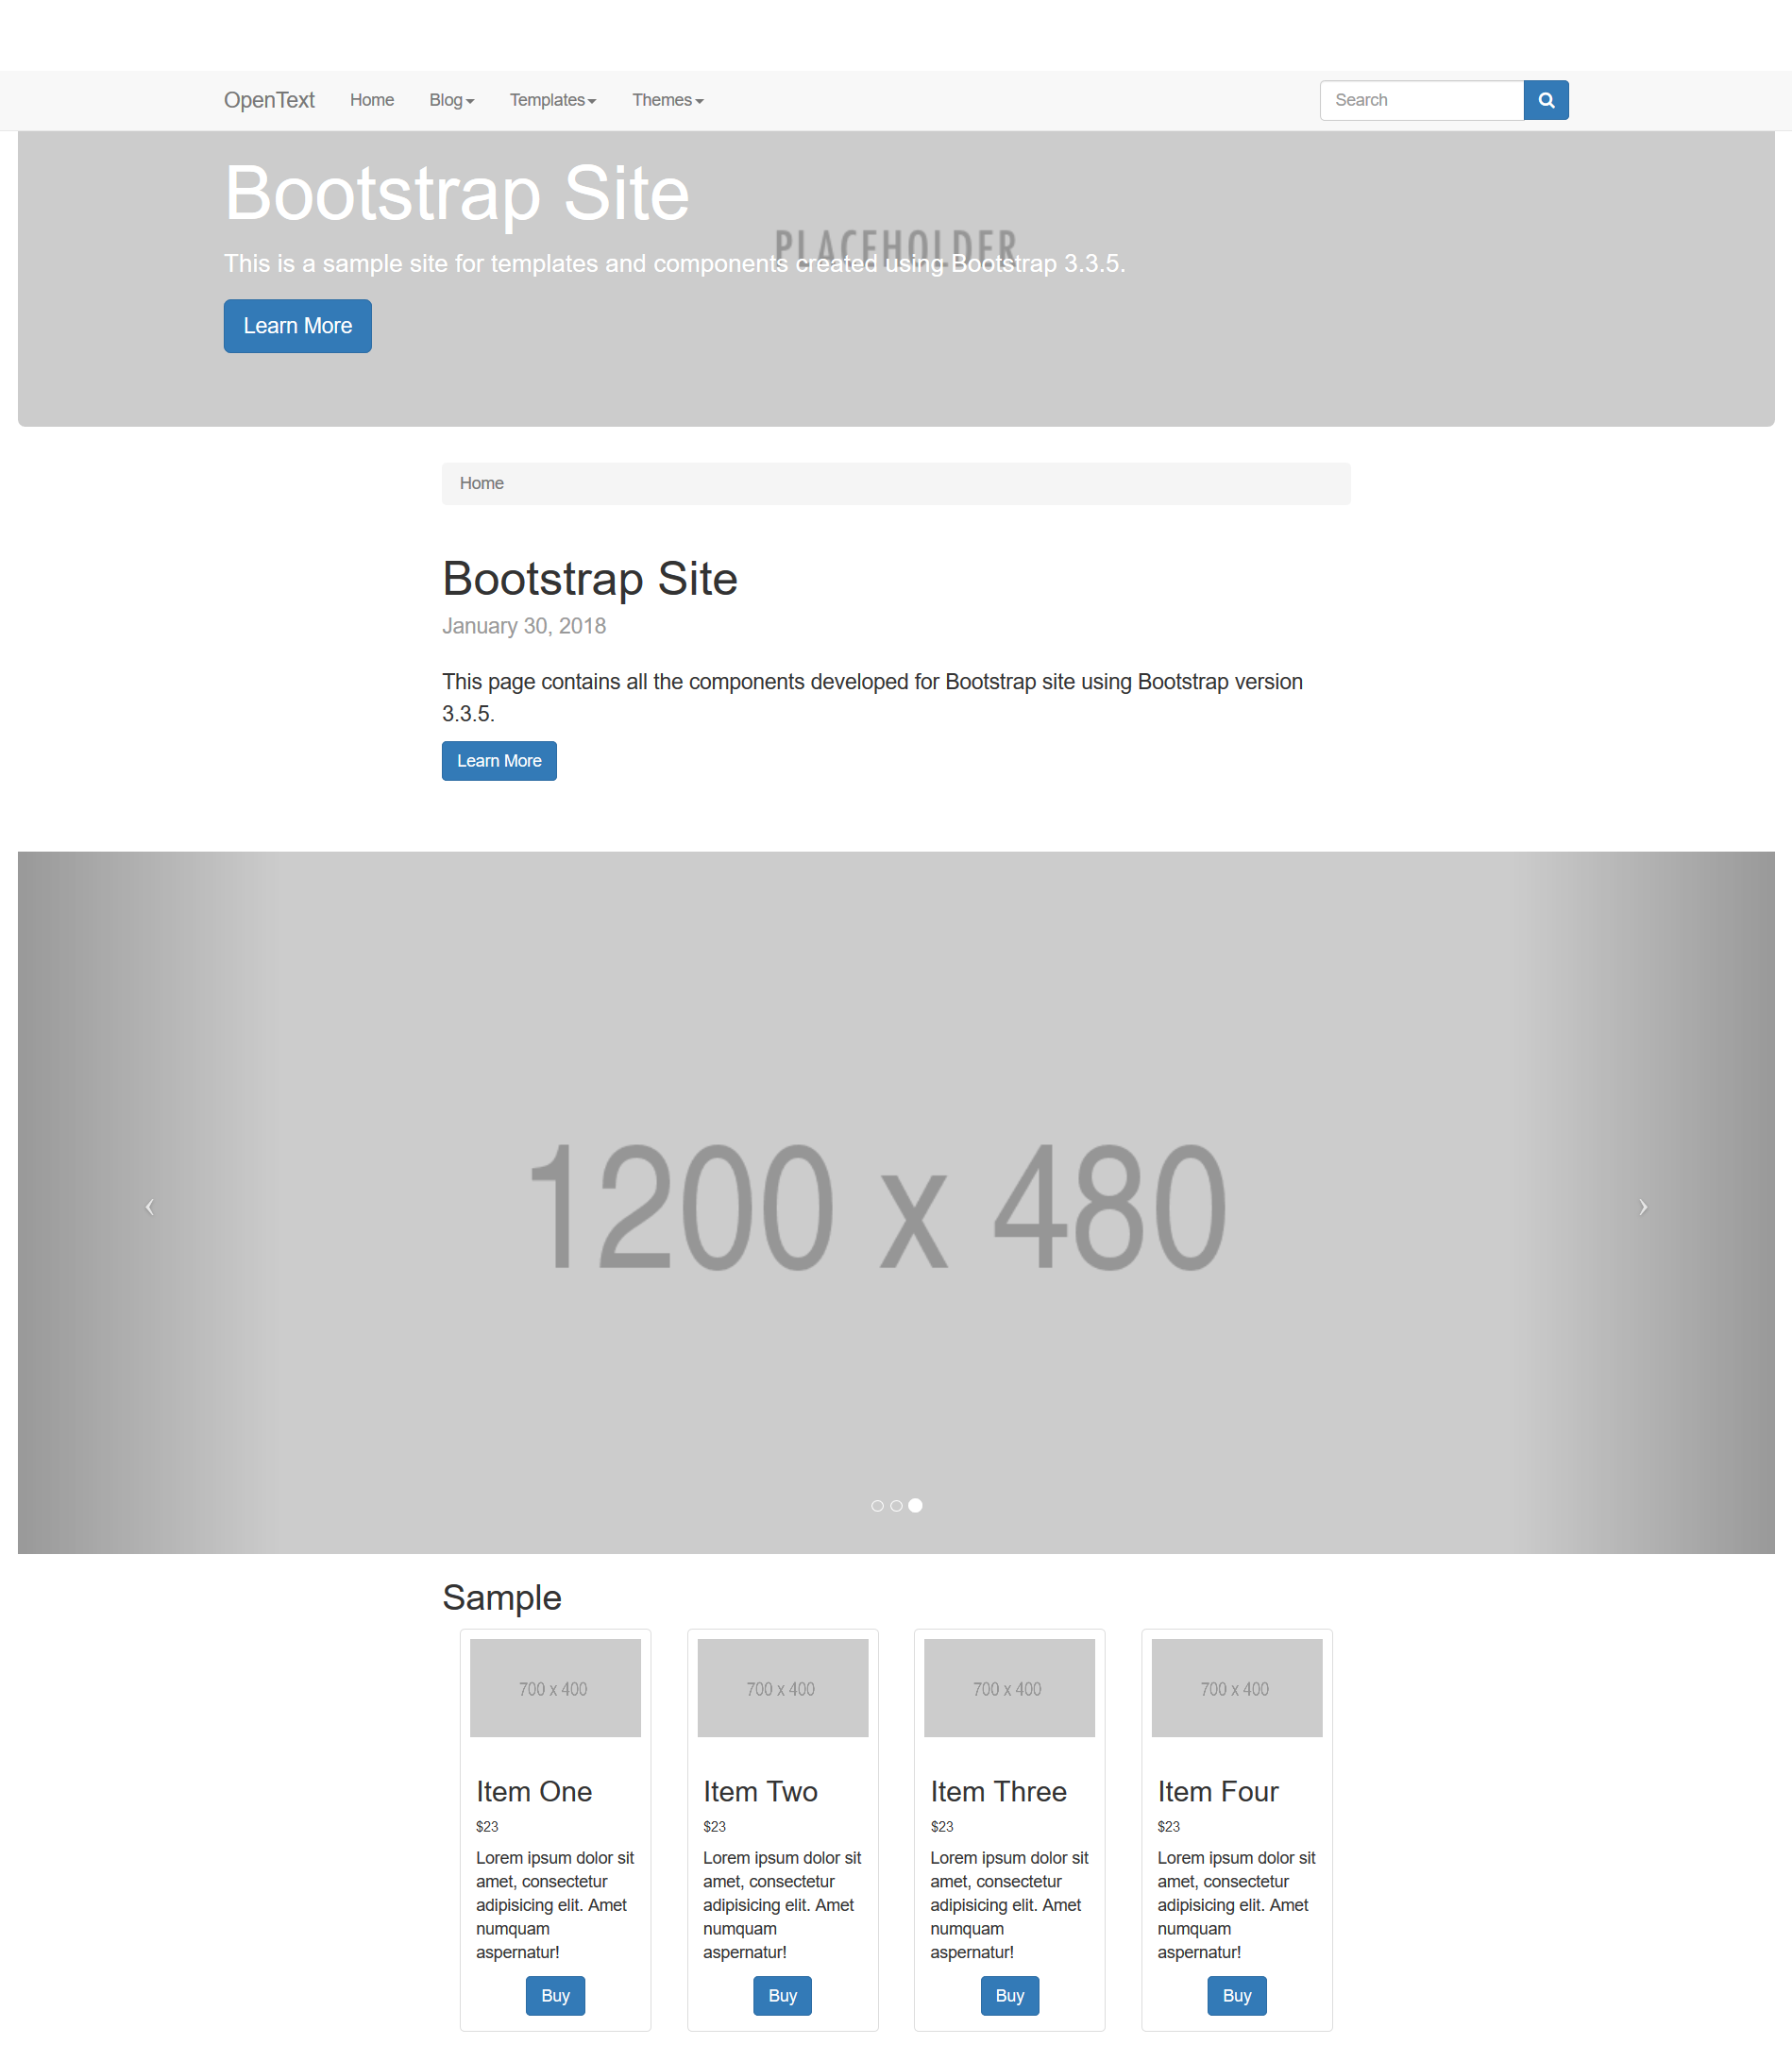 OpenText Home Blog Templates Themes Search
Bootstrap Site
PLACEHOLDER
This is a sample site for templates and components created using Bootstrap 3.3.5.
Learn More
Home
Bootstrap Site
January 30, 2018
This page contains all the components developed for Bootstrap site using Bootstrap version
3.3.5.
Learn More
1200 x 480
Sample
700 x 400
Item One
$23
Lorem ipsum dolor sit
amet, consectetur
adipisicing elit. Amet
numquam
aspernatur!
Buy
700 x 400
Item Two
$23
Lorem ipsum dolor sit
amet, consectetur
adipisicing elit. Amet
numquam
aspernatur!
Buy
700 x 400
Item Three
$23
Lorem ipsum dolor sit
amet, consectetur
adipisicing elit. Amet
numquam
aspernatur!
Buy
700 x 400
Item Four
$23
Lorem ipsum dolor sit
amet, consectetur
adipisicing elit. Amet
numquam
aspernatur!
Buy